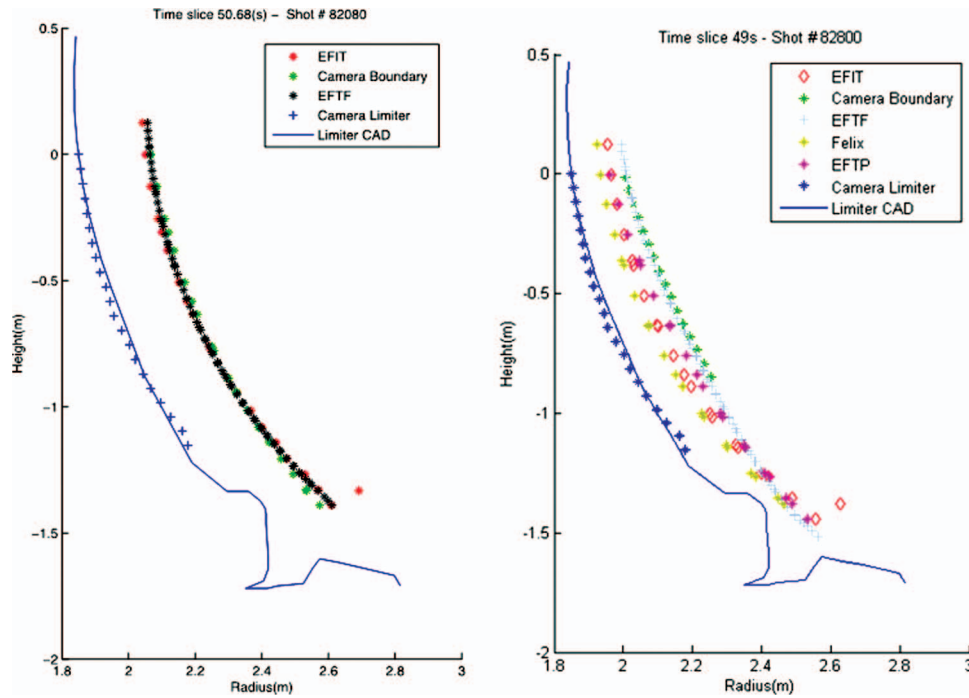 Time slice 50.68(s) – Shot # 82080
EFIT
Camera Boundary
EFTF
Camera Limiter
Limiter CAD
Height(m)
0.5
0
−0.5
−1
−1.5
−2
1.8
2
2.2
2.4
2.6
2.8
3
Radius(m)
Time slice 49s - Shot # 82800
EFIT
Camera Boundary
EFTF
Felix
EFTP
Camera Limiter
Limiter CAD
Height(m)
0.5
0
-0.5
-1
-1.5
-2
1.8
2
2.2
2.4
2.6
2.8
3
Radius(m)